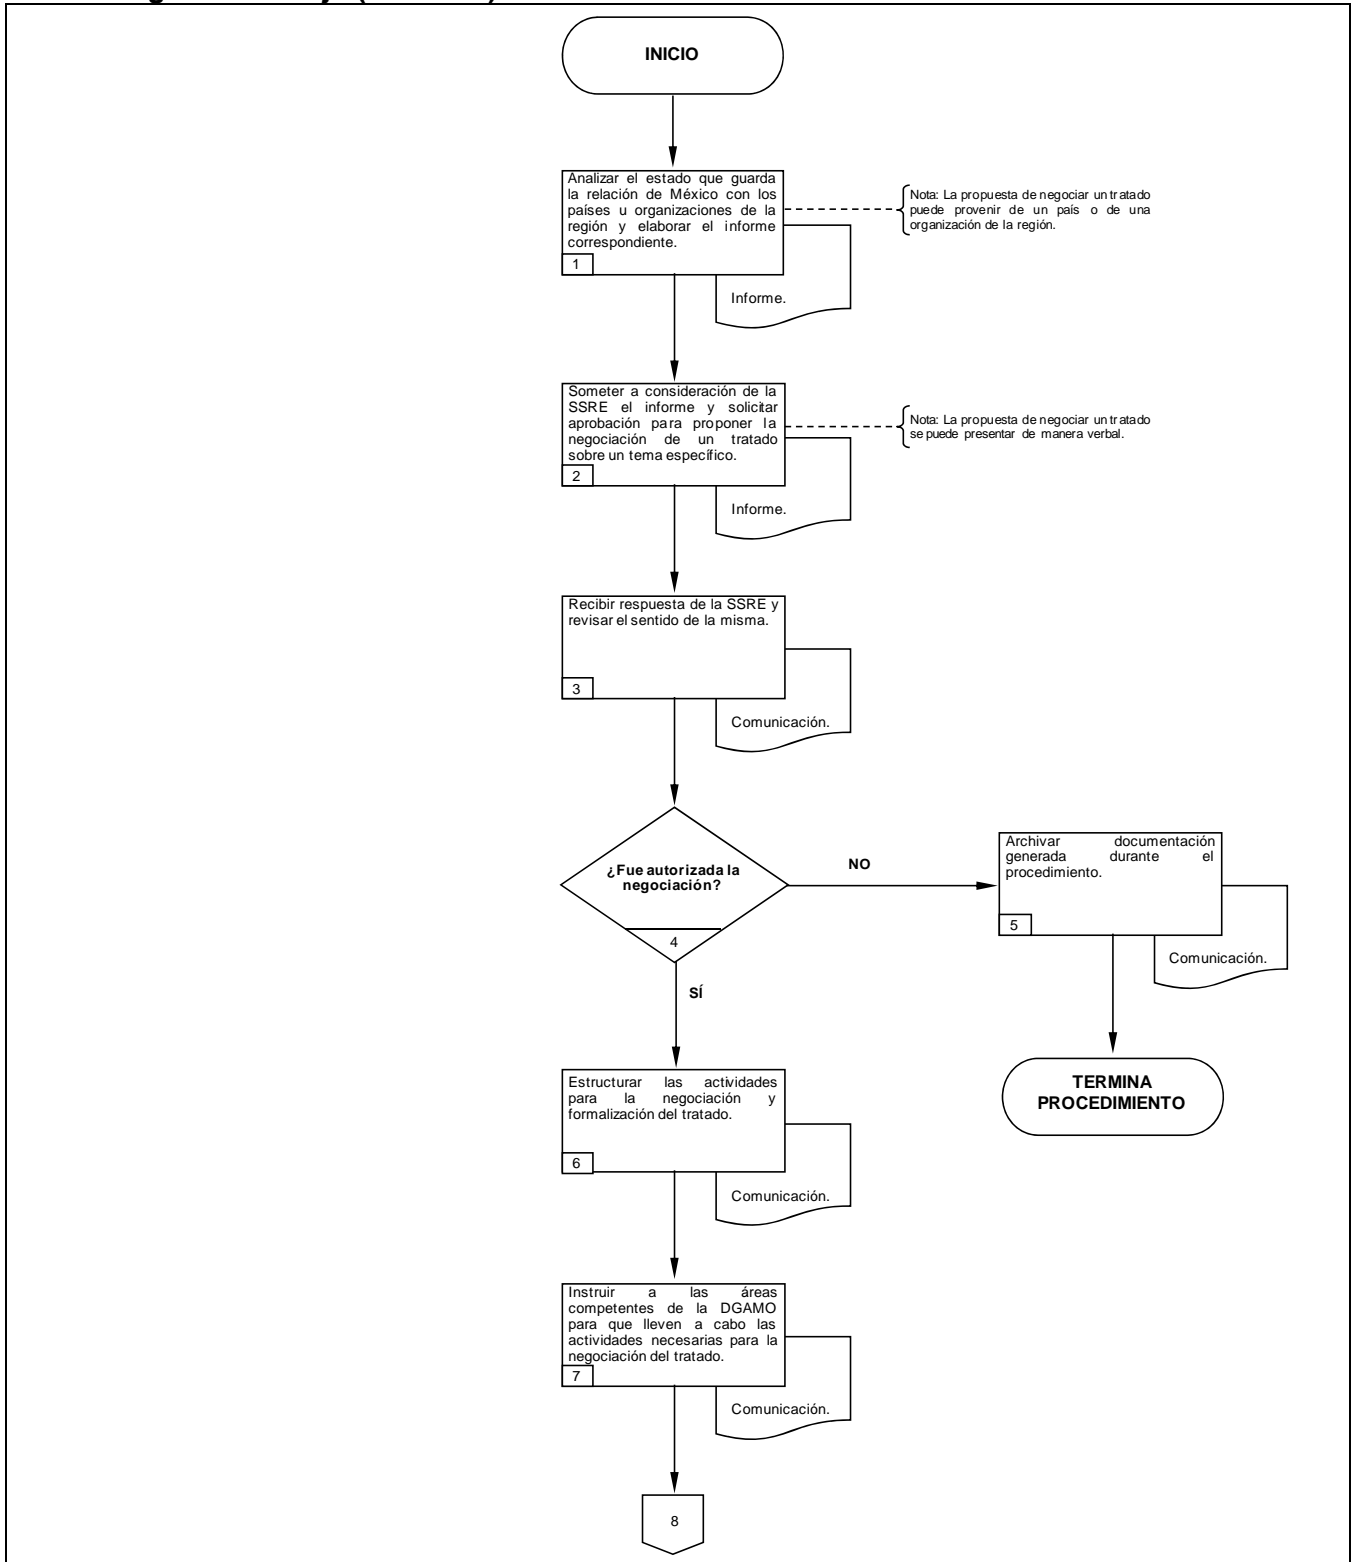 INICIO
Analizar el estado que guarda
la relación de México con los
países u organizaciones de la
región y elaborar el informe
correspondiente.
1
Nota: La propuesta de negociar un tratado
puede provenir de un país o de una
organización de la región.
Informe.
Someter a consideración de la
SSRE el informe y solicitar
aprobación para proponer la
negociación de un tratado
sobre un tema específico.
2
Nota: La propuesta de negociar un tratado
se puede presentar de manera verbal.
Informe.
Recibir respuesta de la SSRE y
revisar el sentido de la misma.
3
Comunicación.
¿Fue autorizada la
negociación?
4
NO
Archivar documentación
generada durante el
procedimiento.
5
Comunicación.
TERMINA
PROCEDIMIENTO
SÍ
Estructurar las actividades
para la negociación y
formalización del tratado.
6
Comunicación.
Instruir a las áreas
competentes de la DGAMO
para que lleven a cabo las
actividades necesarias para la
negociación del tratado.
7
Comunicación.
8